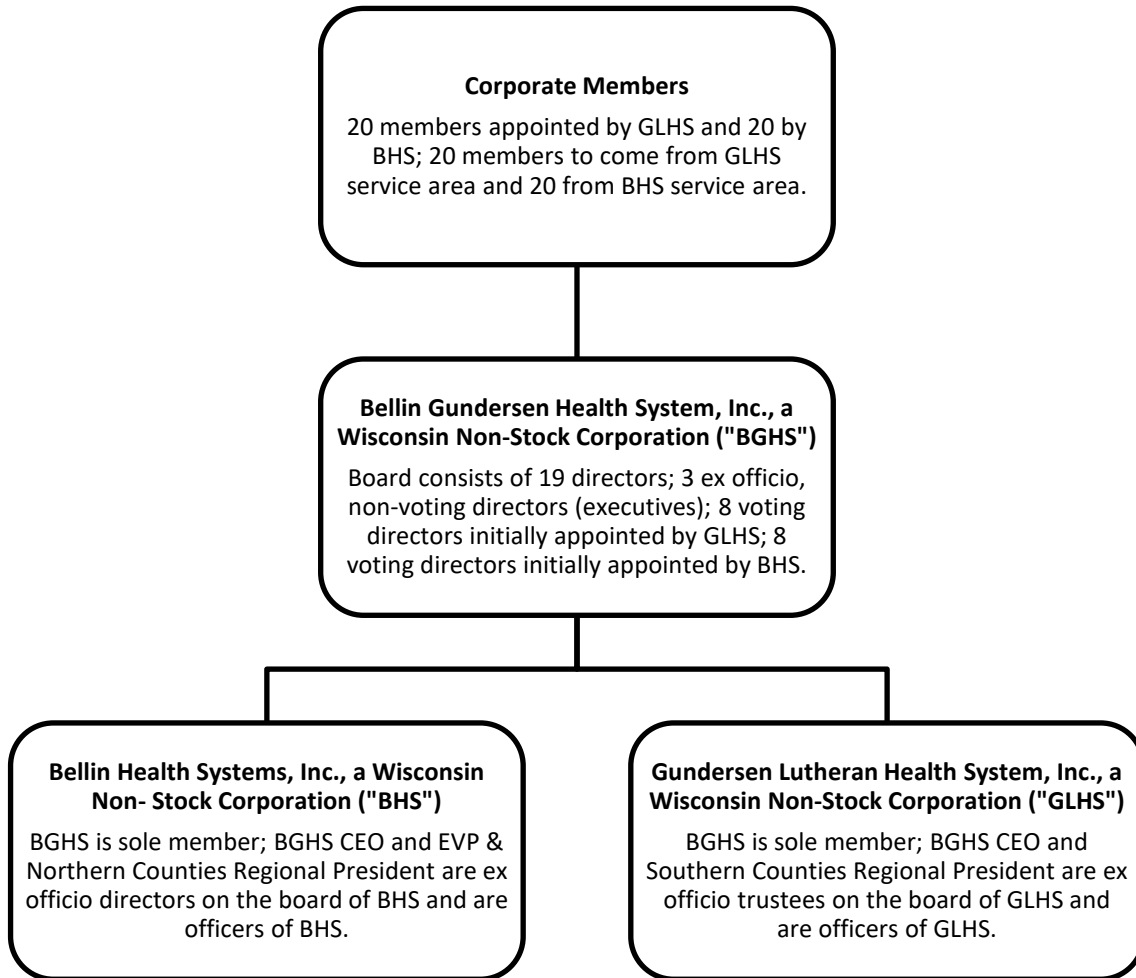 Corporate Members
20 members appointed by GLHS and 20 by
BHS; 20 members to come from GLHS
service area and 20 from BHS service area.
Bellin Gundersen Health System, Inc., a
Wisconsin Non-Stock Corporation ("BGHS")
Board consists of 19 directors; 3 ex officio,
non-voting directors (executives); 8 voting
directors initially appointed by GLHS; 8
voting directors initially appointed by BHS.
Bellin Health Systems, Inc., a Wisconsin
Non- Stock Corporation ("BHS")
BGHS is sole member; BGHS CEO and EVP &
Northern Counties Regional President are ex
officio directors on the board of BHS and are
officers of BHS.
Gundersen Lutheran Health System, Inc., a
Wisconsin Non-Stock Corporation ("GLHS")
BGHS is sole member; BGHS CEO and
Southern Counties Regional President are ex
officio trustees on the board of GLHS and
are officers of GLHS.